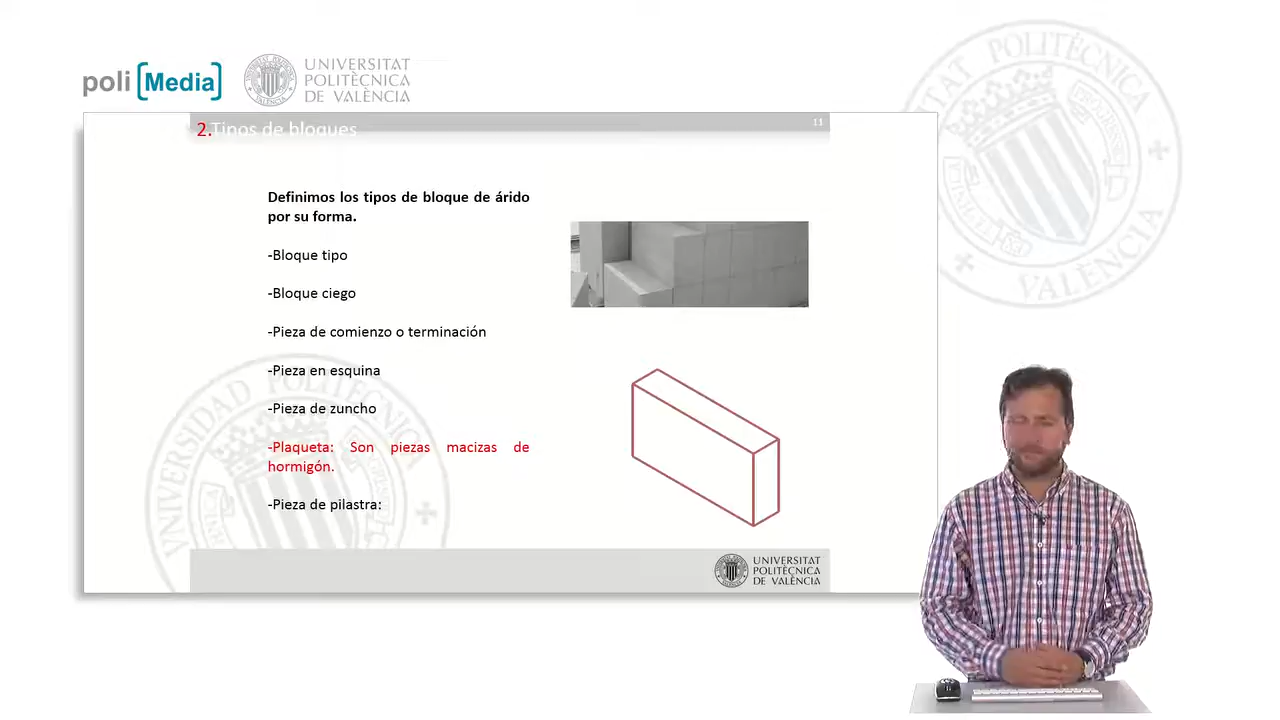 poli [Media]
UNIVERSITAT
POLITÈCNICA
DE VALÈNCIA
2.Tipos de bloques
11
Definimos los tipos de bloque de árido
por su forma.
-Bloque tipo
-Bloque ciego
-Pieza de comienzo o terminación
-Pieza en esquina
-Pieza de zuncho
-Plaqueta: Son piezas macizas de
hormigón.
-Pieza de pilastra:
UNIVERSITAT
POLITÈCNICA
DE VALÈNCIA